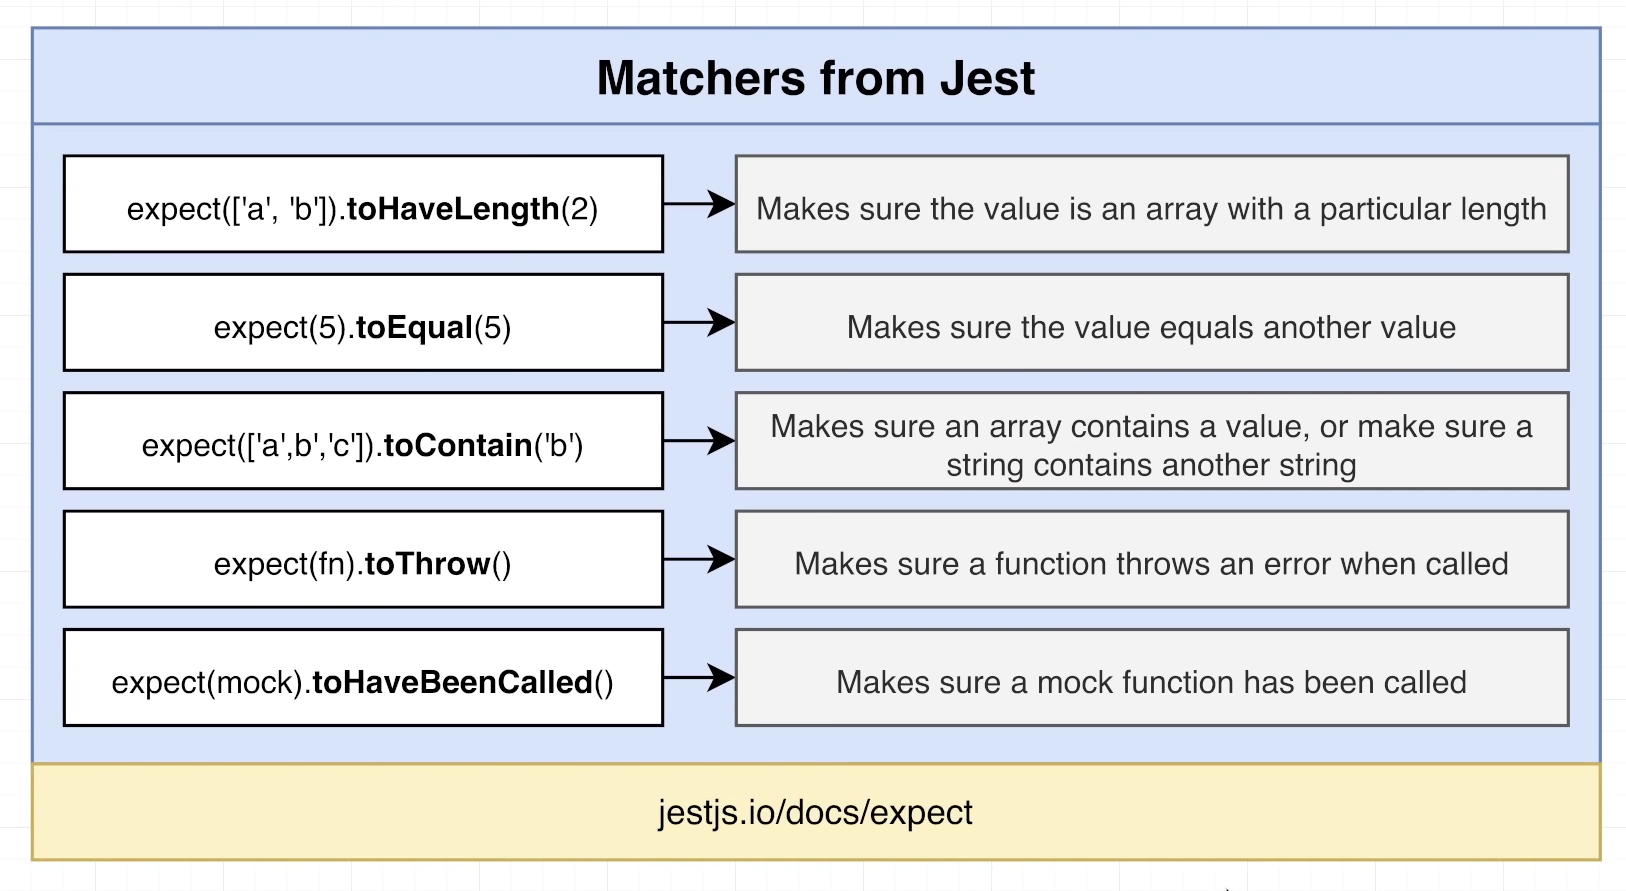 Matchers from Jest
expect(['a', 'b']).toHaveLength(2)
Makes sure the value is an array with a particular length
expect(5).toEqual(5)
Makes sure the value equals another value
expect(['a',b','c']).toContain('b')
Makes sure an array contains a value, or make sure a
string contains another string
expect(fn).toThrow()
Makes sure a function throws an error when called
expect(mock).toHaveBeenCalled()
Makes sure a mock function has been called
jestjs.io/docs/expect